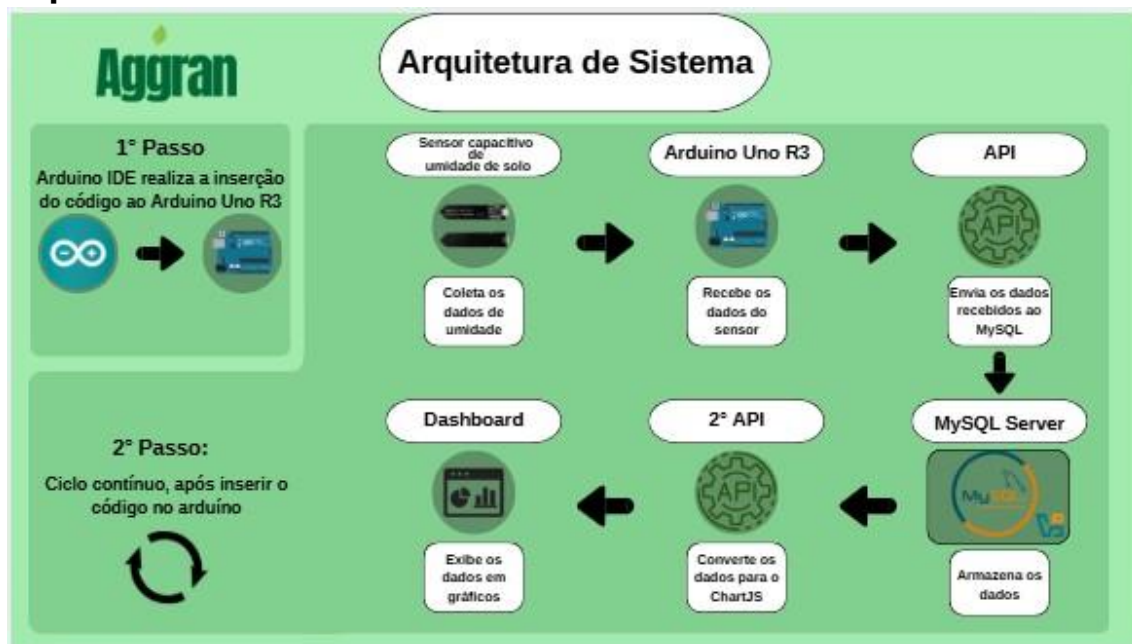 Aggran
Arquitetura de Sistema
1° Passo
Arduino IDE realiza a inserção
do código ao Arduino Uno R3
Sensor capacitivo
de
umidade de solo
Arduino Uno R3
API
API
Coleta os
dados de
umidade
Recebe os
dados do
sensor
Envia os dados
recebidos ao
MySQL
2° Passo:
Ciclo contínuo, após inserir o
código no arduíno
Dashboard
2° API
MySQL Server
API
MySQL
Exibe os
dados em
gráficos
Converte os
dados para o
ChartJS
Armazena os
dados